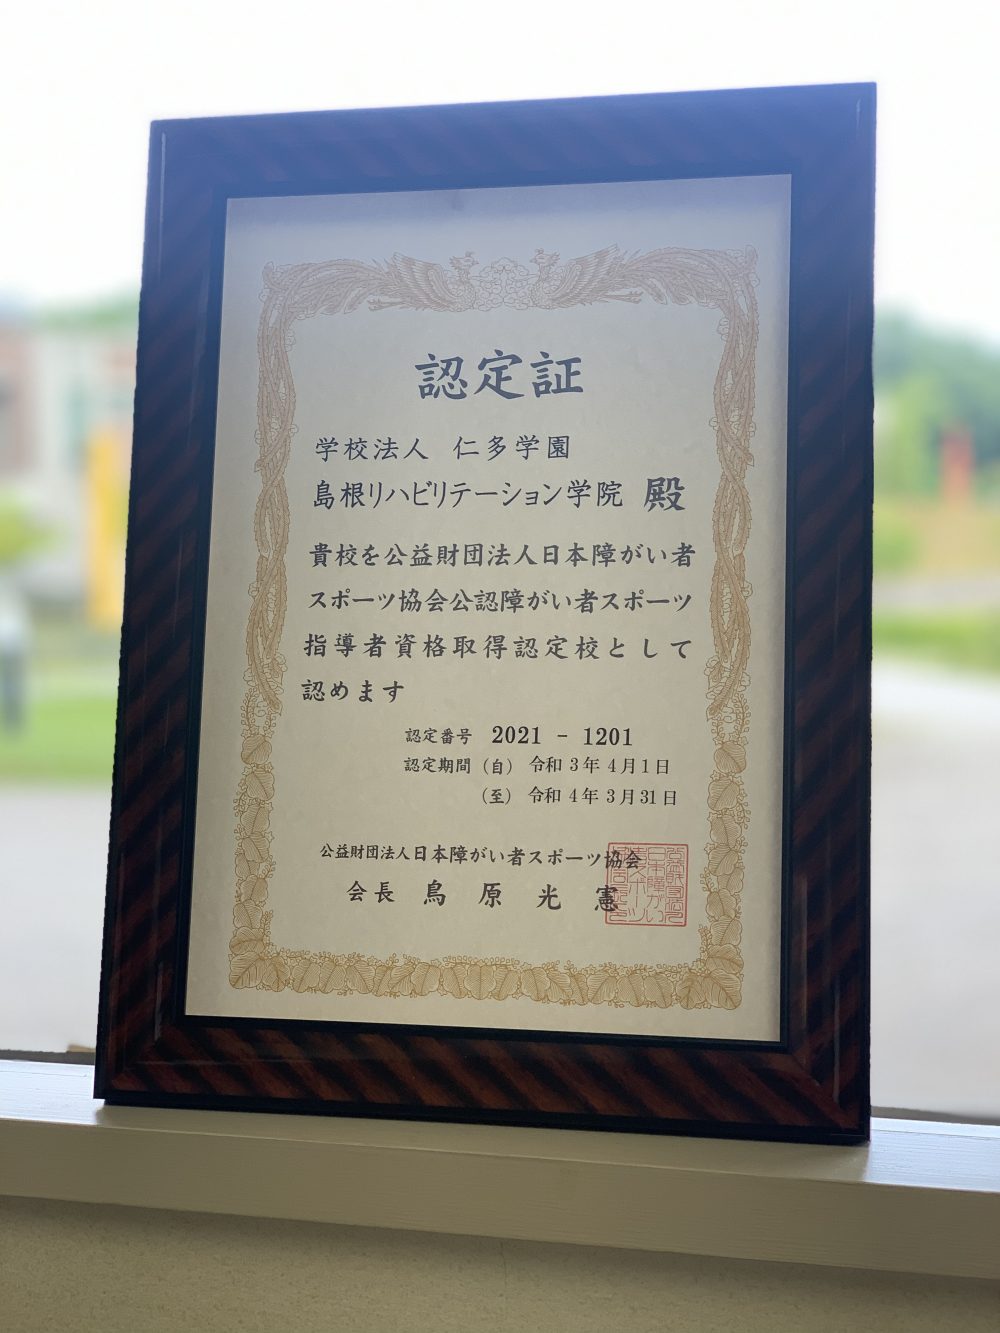 認定証
学校法人　仁多学園
島根リハビリテーション学院　殿
貴校を公益財団法人日本障がい者
スポーツ協会公認障がい者スポーツ
指導者資格取得認定校として
認めます
認定番号　2021 － 1201
認定期間（自）令和 3 年 4 月 1 日
（至）令和 4 年 3 月 31 日
公益財団法人日本障がい者スポーツ協会
会長　鳥　原　光　憲